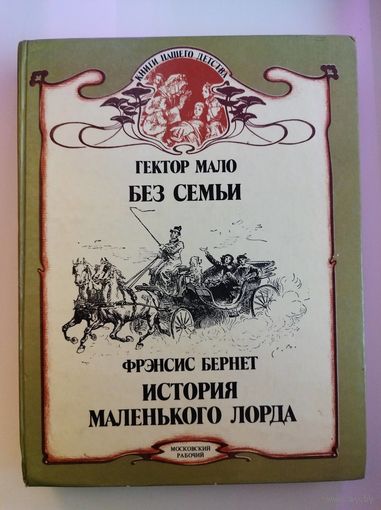 КНИГИ НАШЕГО ДЕТСТВА
ГЕКТОР МАЛО
БЕЗ СЕМЬИ
ФРЭНСИС БЕРНЕТ
ИСТОРИЯ
МАЛЕНЬКОГО ЛОРДА
МОСКОВСКИЙ
РАБОЧИЙ